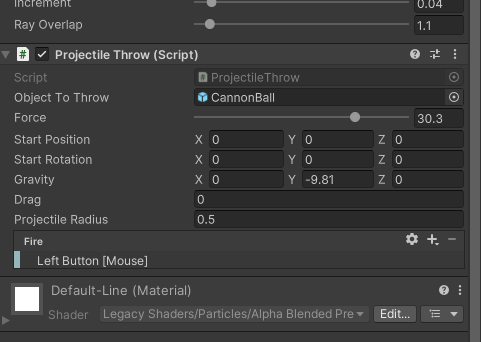 Increment 0.04
Ray Overlap 1.1
# Projectile Throw (Script)
Script # ProjectileThrow
Object To Throw CannonBall
Force 30.3
Start Position X 0 Y 0 Z 0
Start Rotation X 0 Y 0 Z 0
Gravity X 0 Y -9.81 Z 0
Drag 0
Projectile Radius 0.5
Fire
Left Button [Mouse]
Default-Line (Material)
Shader Legacy Shaders/Particles/Alpha Blended Pre Edit...